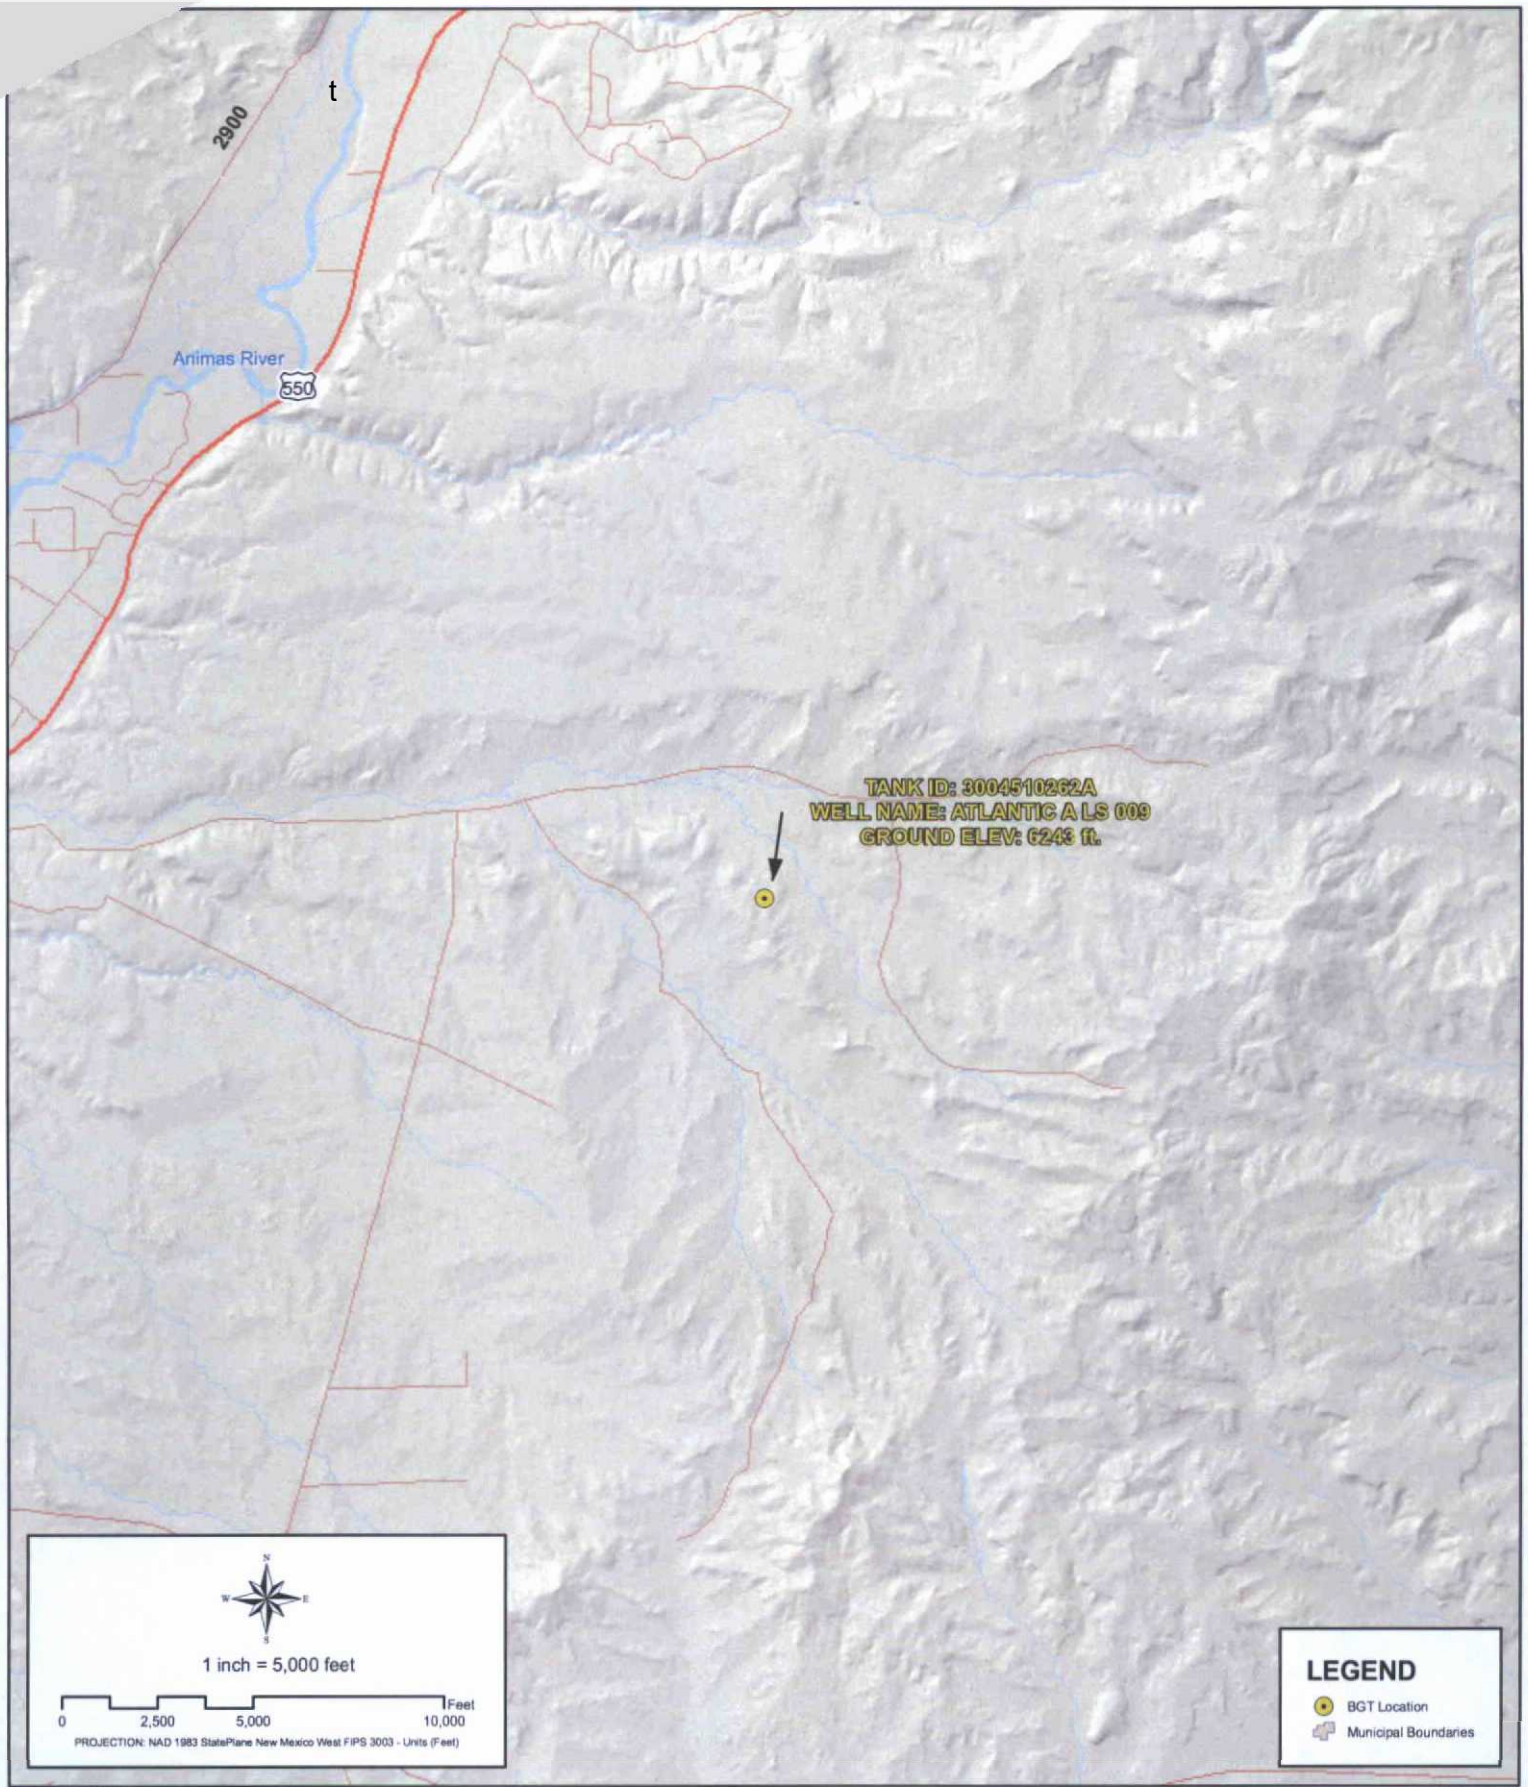 t
2900
Animas River
550
TANK ID: 3004510262A
WELL NAME: ATLANTIC A LS 009
GROUND ELEV: 6243 ft.
N
W E
S
1 inch = 5,000 feet
Feet
0 2,500 5,000 10,000
PROJECTION: NAD 1983 StatePlane New Mexico West FIPS 3003 - Units (Feet)
LEGEND
BGT Location
Municipal Boundaries